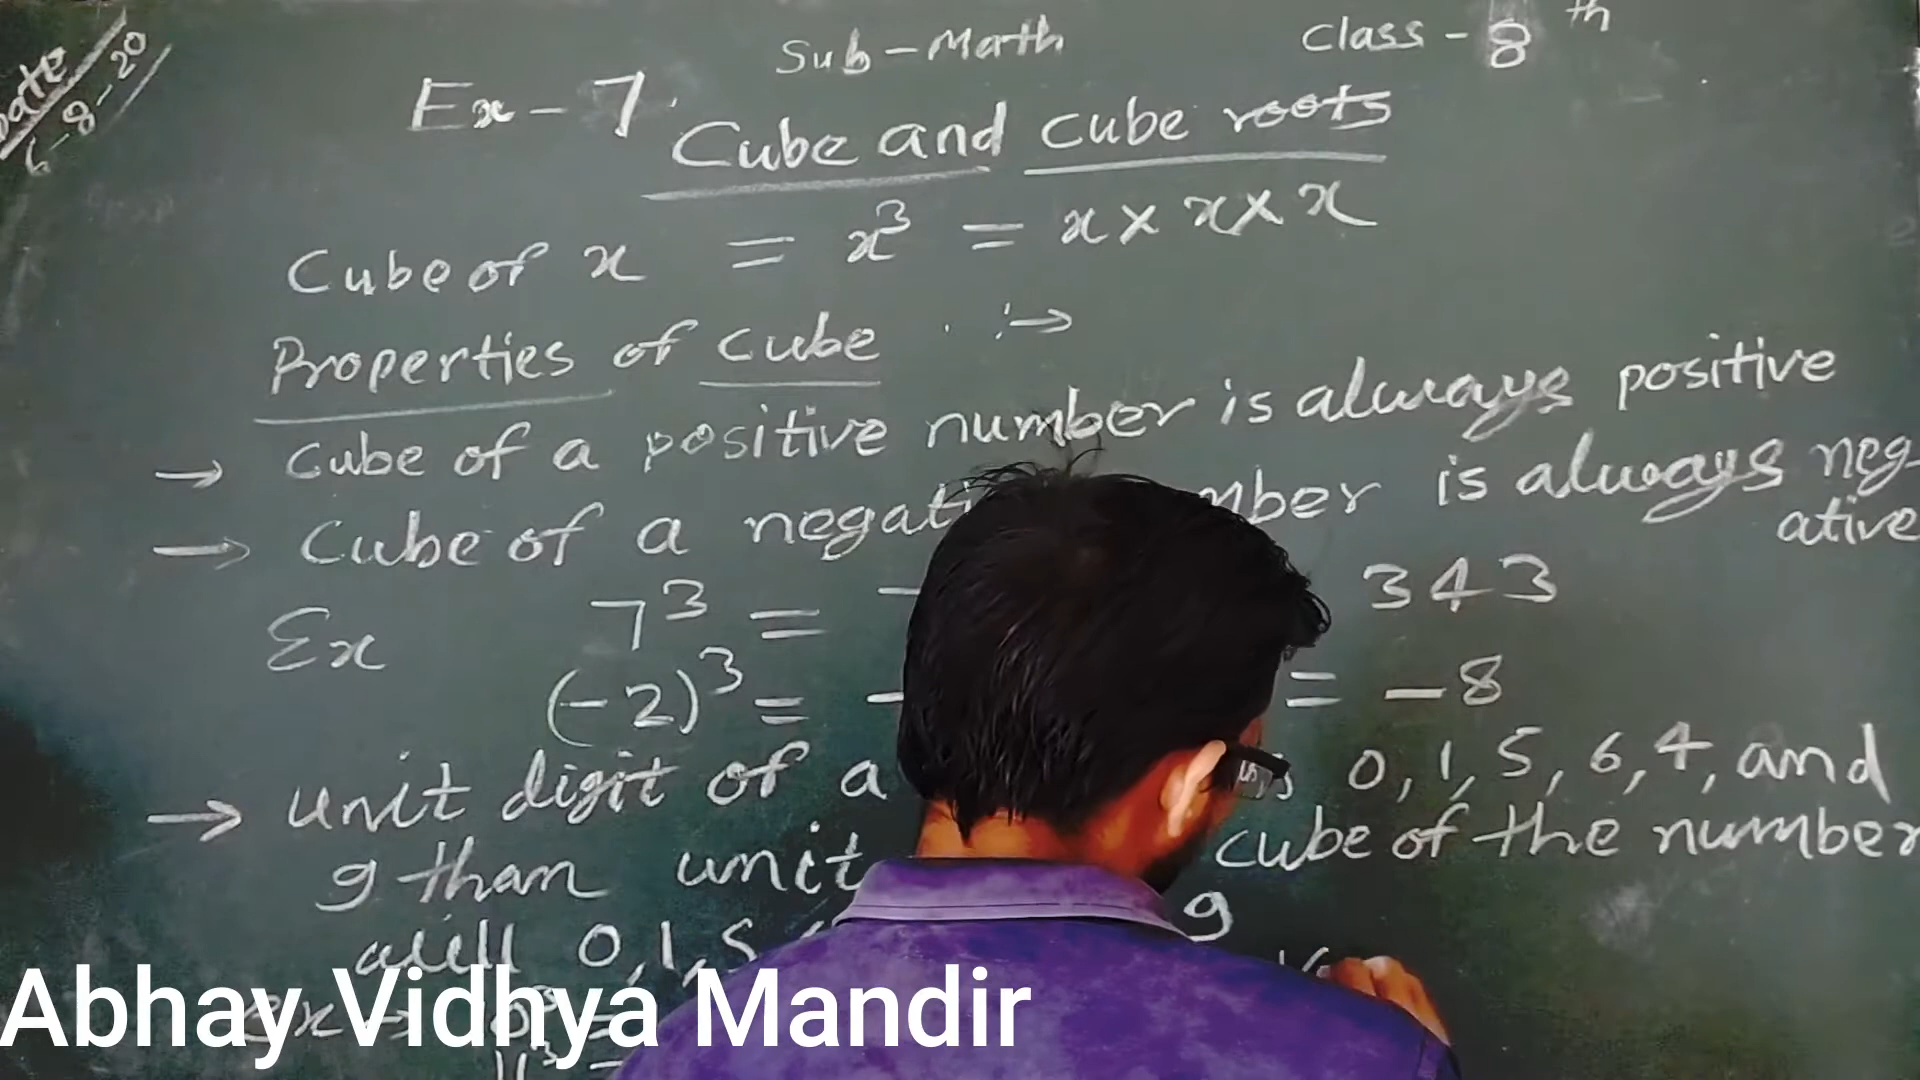 Date
6-8-20
Sub-Math Class-8th
Ex-7. Cube and cube roots
Cube of x = x³ = x × x × x
Properties of cube :→
→ Cube of a positive number is always positive
→ Cube of a negati mber is always neg-
ative
Ex 7³ = 343
(-2)³ = - = -8
→ unit digit of a 0, 1, 5, 6, 4, and
9 than unit cube of the number
will 0, 1, 5 9
ex→
11³ =
Abhay Vidhya Mandir